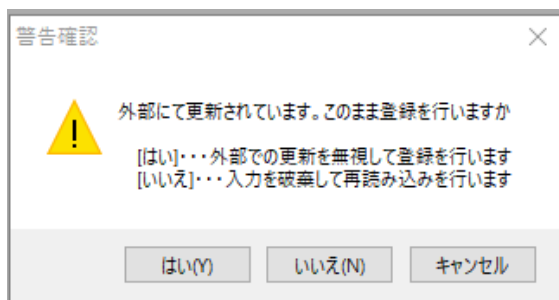 警告確認
外部にて更新されています。このまま登録を行いますか
[はい]・・・外部での更新を無視して登録を行います
[いいえ]・・・入力を破棄して再読み込みを行います
はい(Y)
いいえ(N)
キャンセル